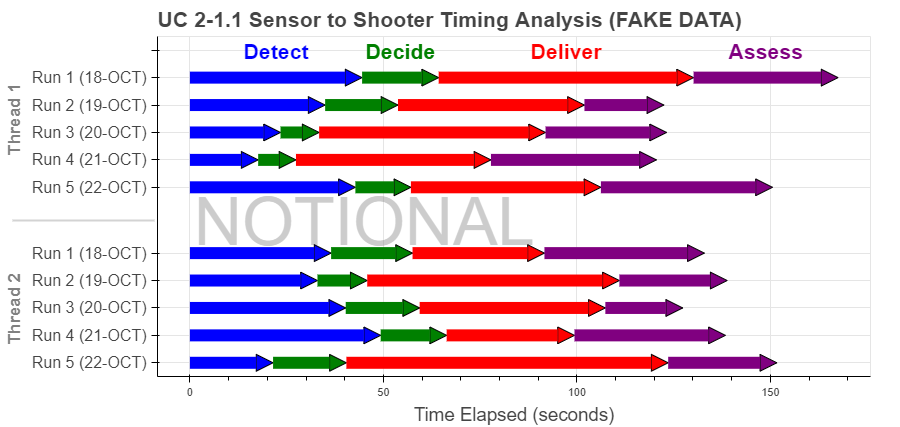 UC 2-1.1 Sensor to Shooter Timing Analysis (FAKE DATA)
Detect Decide Deliver Assess
Thread 1
Run 1 (18-OCT)
Run 2 (19-OCT)
Run 3 (20-OCT)
Run 4 (21-OCT)
Run 5 (22-OCT)
NOTIONAL
Thread 2
Run 1 (18-OCT)
Run 2 (19-OCT)
Run 3 (20-OCT)
Run 4 (21-OCT)
Run 5 (22-OCT)
0 50 100 150
Time Elapsed (seconds)